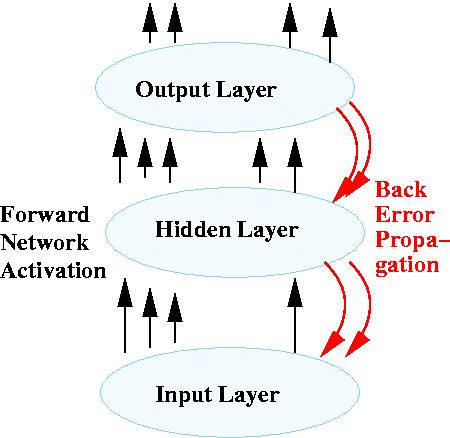 Output Layer
Forward
Network
Activation
Hidden Layer
Back
Error
Propa-
gation
Input Layer